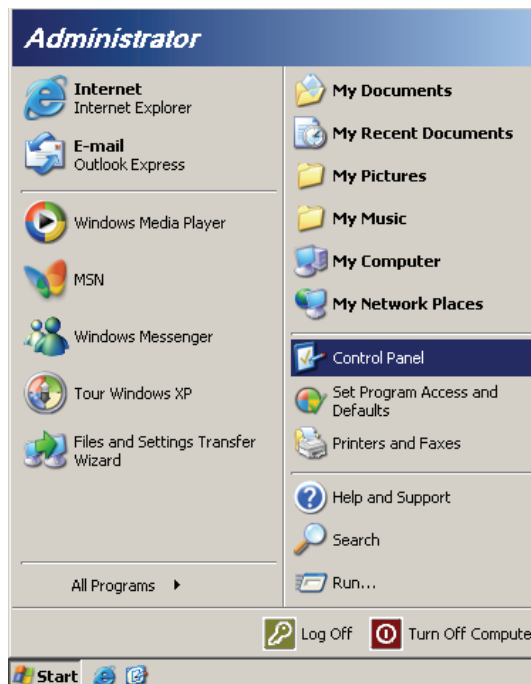 Administrator
Internet
Internet Explorer
E-mail
Outlook Express
Windows Media Player
MSN
Windows Messenger
Tour Windows XP
Files and Settings Transfer
Wizard
All Programs
My Documents
My Recent Documents
My Pictures
My Music
My Computer
My Network Places
Control Panel
Set Program Access and
Defaults
Printers and Faxes
Help and Support
Search
Run...
Log Off
Turn Off Compute
Start